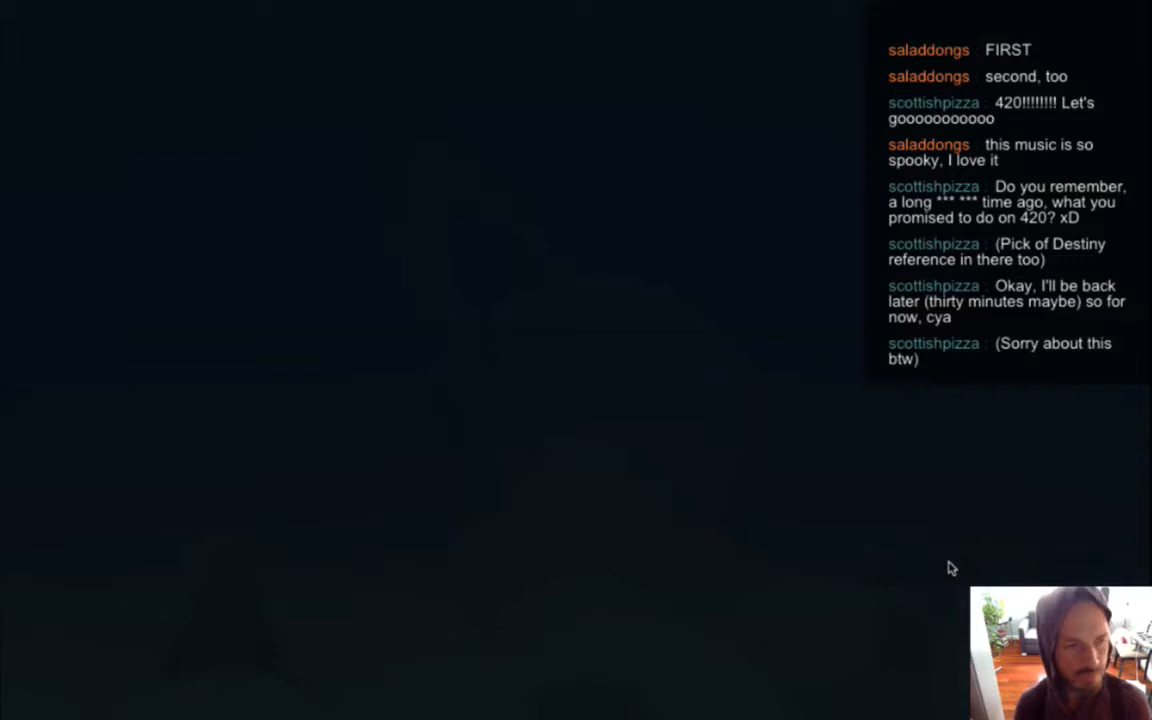 saladdongs : FIRST
saladdongs : second, too
scottishpizza : 420!!!!!!!! Let's
gooooooooooo
saladdongs : this music is so
spooky, I love it
scottishpizza : Do you remember,
a long *** *** time ago, what you
promised to do on 420? xD
scottishpizza : (Pick of Destiny
reference in there too)
scottishpizza : Okay, I'll be back
later (thirty minutes maybe) so for
now, cya
scottishpizza : (Sorry about this
btw)